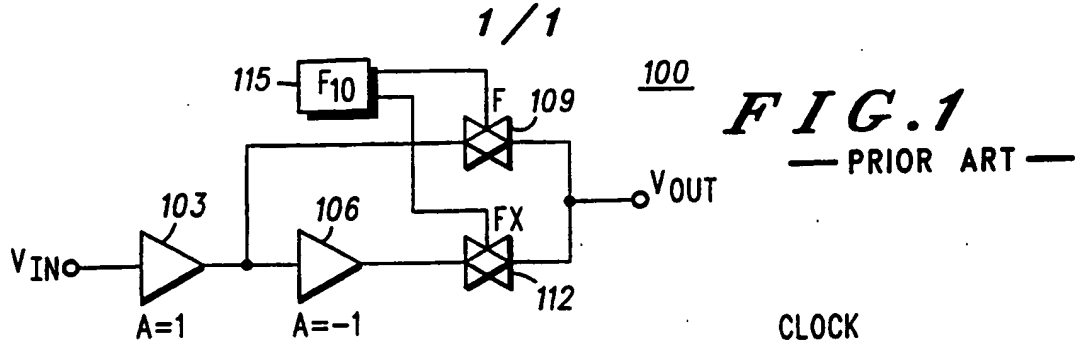 1/1
115
F10
F
109
100
FIG.1
PRIOR ART
VOUT
103
106
FX
VIN
112
A=1
A=-1
CLOCK